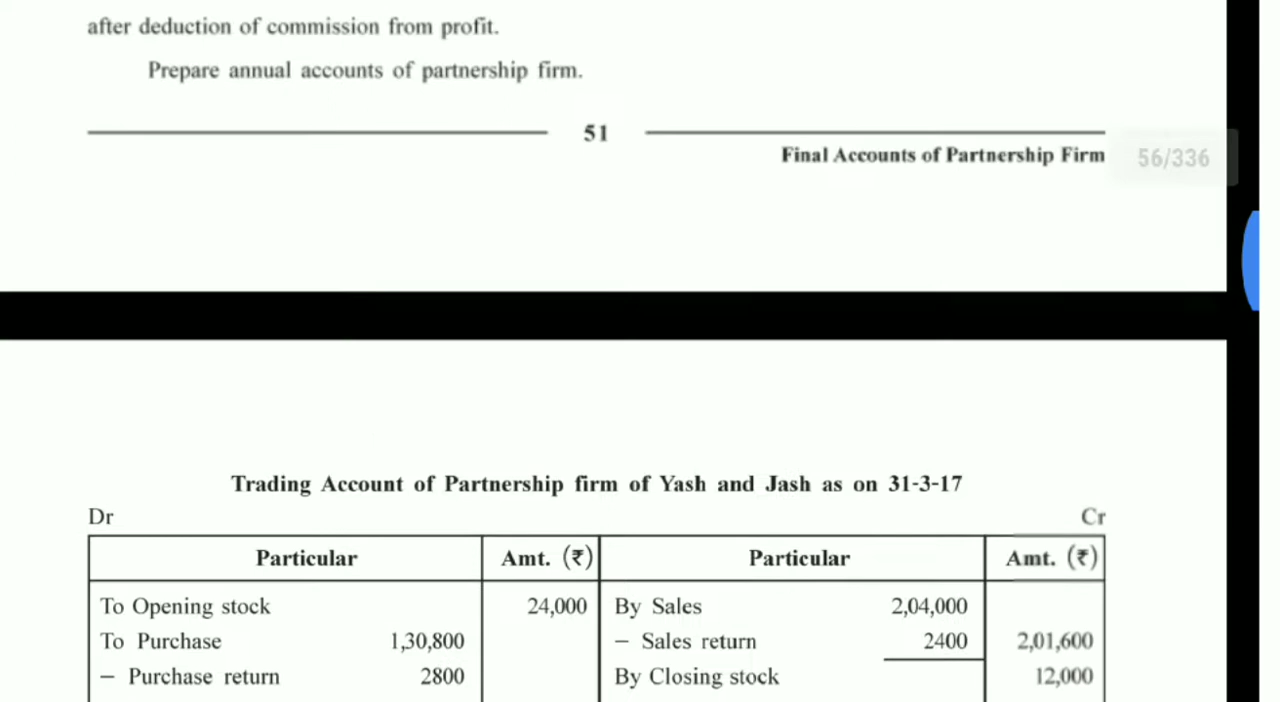 after deduction of commission from profit.
Prepare annual accounts of partnership firm.
51
Final Accounts of Partnership Firm
56/336
Trading Account of Partnership firm of Yash and Jash as on 31-3-17
Dr Cr
Particular Amt. (₹) Particular Amt. (₹)
To Opening stock 24,000 By Sales 2,04,000
To Purchase 1,30,800 – Sales return 2400 2,01,600
– Purchase return 2800 By Closing stock 12,000